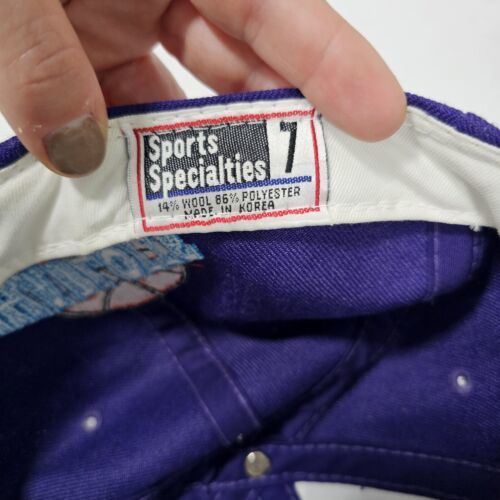 Sports
Specialties
7
14% WOOL 86% POLYESTER
MADE IN KOREA